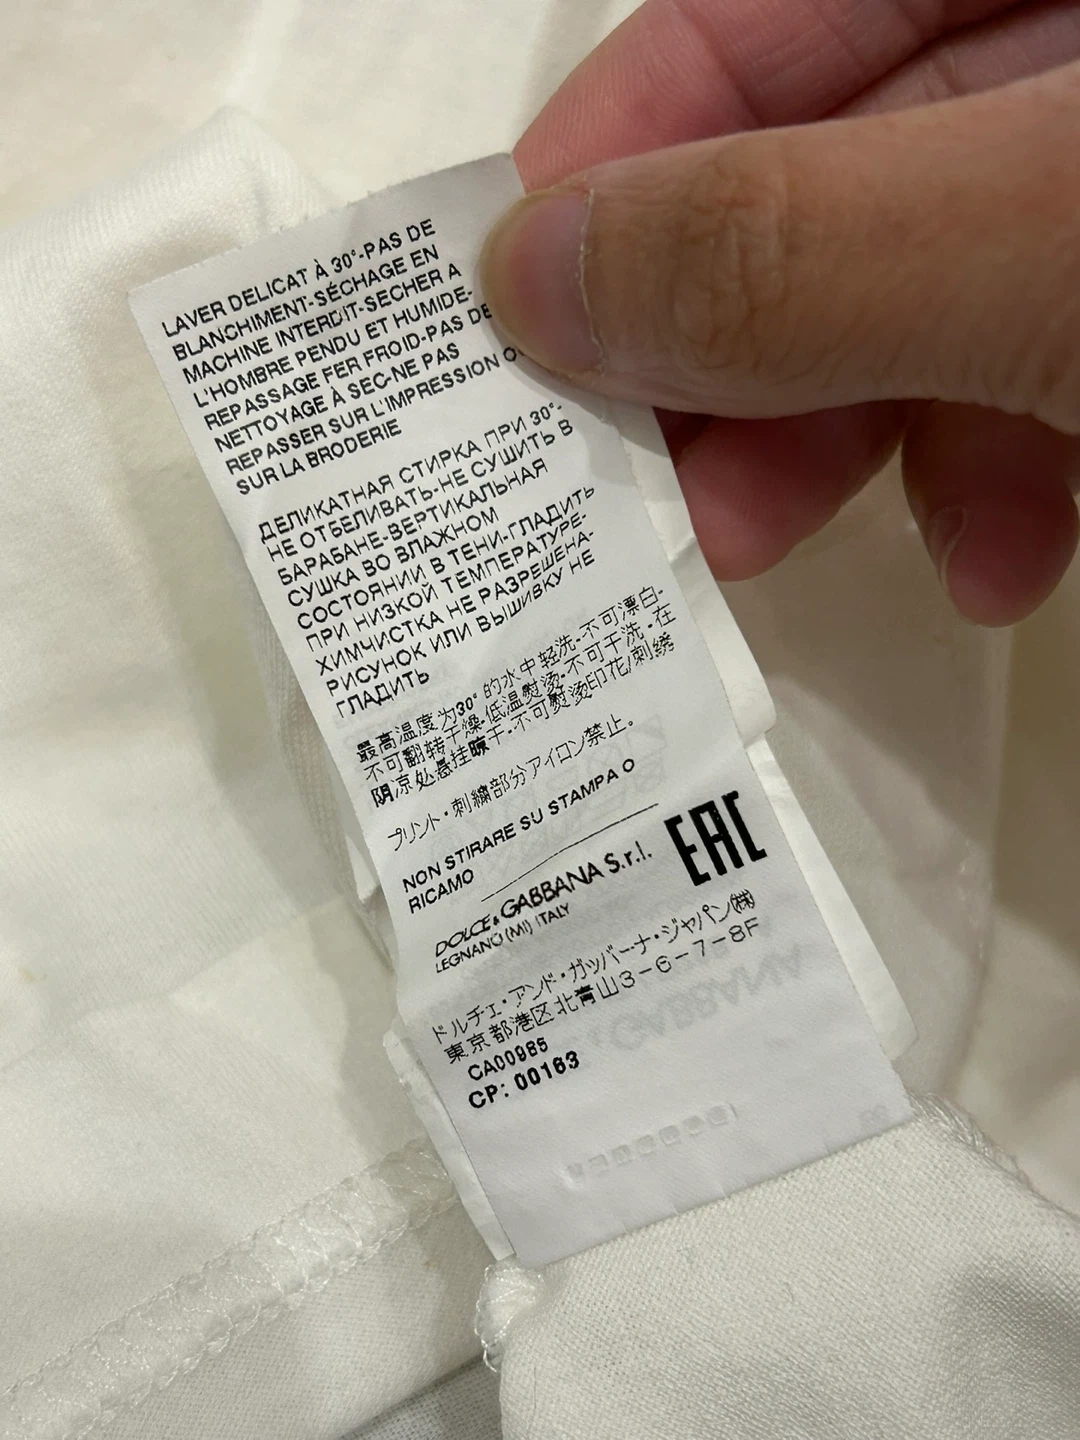 LAVER DELICAT À 30°-PAS DE
BLANCHIMENT-SÉCHAGE EN
MACHINE INTERDIT-SECHER A
L'HOMBRE PENDU ET HUMIDE-
REPASSAGE FER FROID-PAS DE
NETTOYAGE À SEC-NE PAS
REPASSER SUR L'IMPRESSION
SUR LA BRODERIE
ДЕЛИКАТНАЯ СТИРКА ПРИ 30°-
НЕ ОТБЕЛИВАТЬ-НЕ СУШИТЬ В
БАРАБАНЕ-ВЕРТИКАЛЬНАЯ
СУШКА ВО ВЛАЖНОМ
СОСТОЯНИИ В ТЕНИ-ГЛАДИТЬ
ПРИ НИЗКОЙ ТЕМПЕРАТУРЕ-
ХИМЧИСТКА НЕ РАЗРЕШЕНА-
РИСУНОК ИЛИ ВЫШИВКУ НЕ
ГЛАДИТЬ
最高温度为30°的水中轻洗-不可漂白-
不可翻转干燥-低温熨烫-不可干洗-在
阴凉处悬挂晾干-不可熨烫印花/刺绣
プリント・刺繍部分アイロン禁止。
NON STIRARE SU STAMPA O
RICAMO
DOLCE & GABBANA S.r.l.
LEGNANO (MI) ITALY
EAC
ドルチェ・アンド・ガッバーナ・ジャパン㈱
東京都港区北青山3-6-7-8F
CA00985
CP: 00163